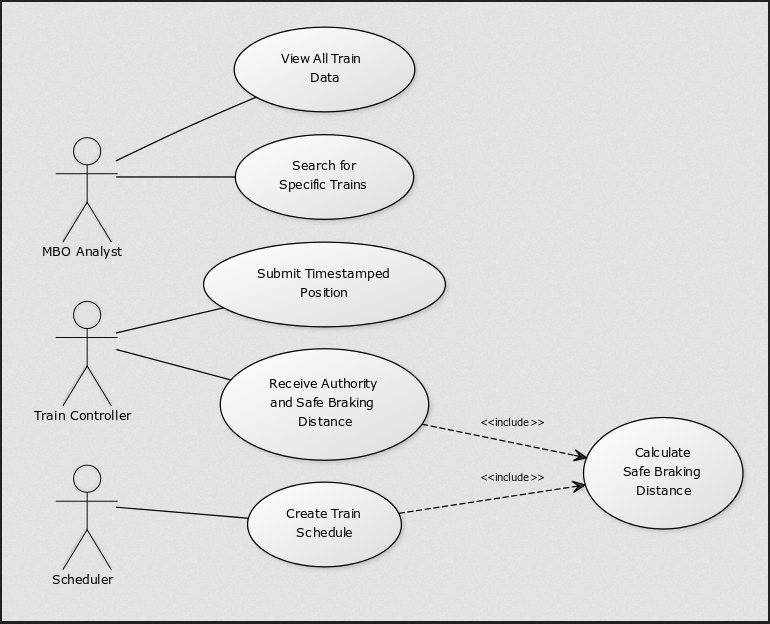 View All Train
Data
Search for
Specific Trains
MBO Analyst
Submit Timestamped
Position
Train Controller
Receive Authority
and Safe Braking
Distance
<<include>>
Calculate
Safe Braking
Distance
<<include>>
Create Train
Schedule
Scheduler